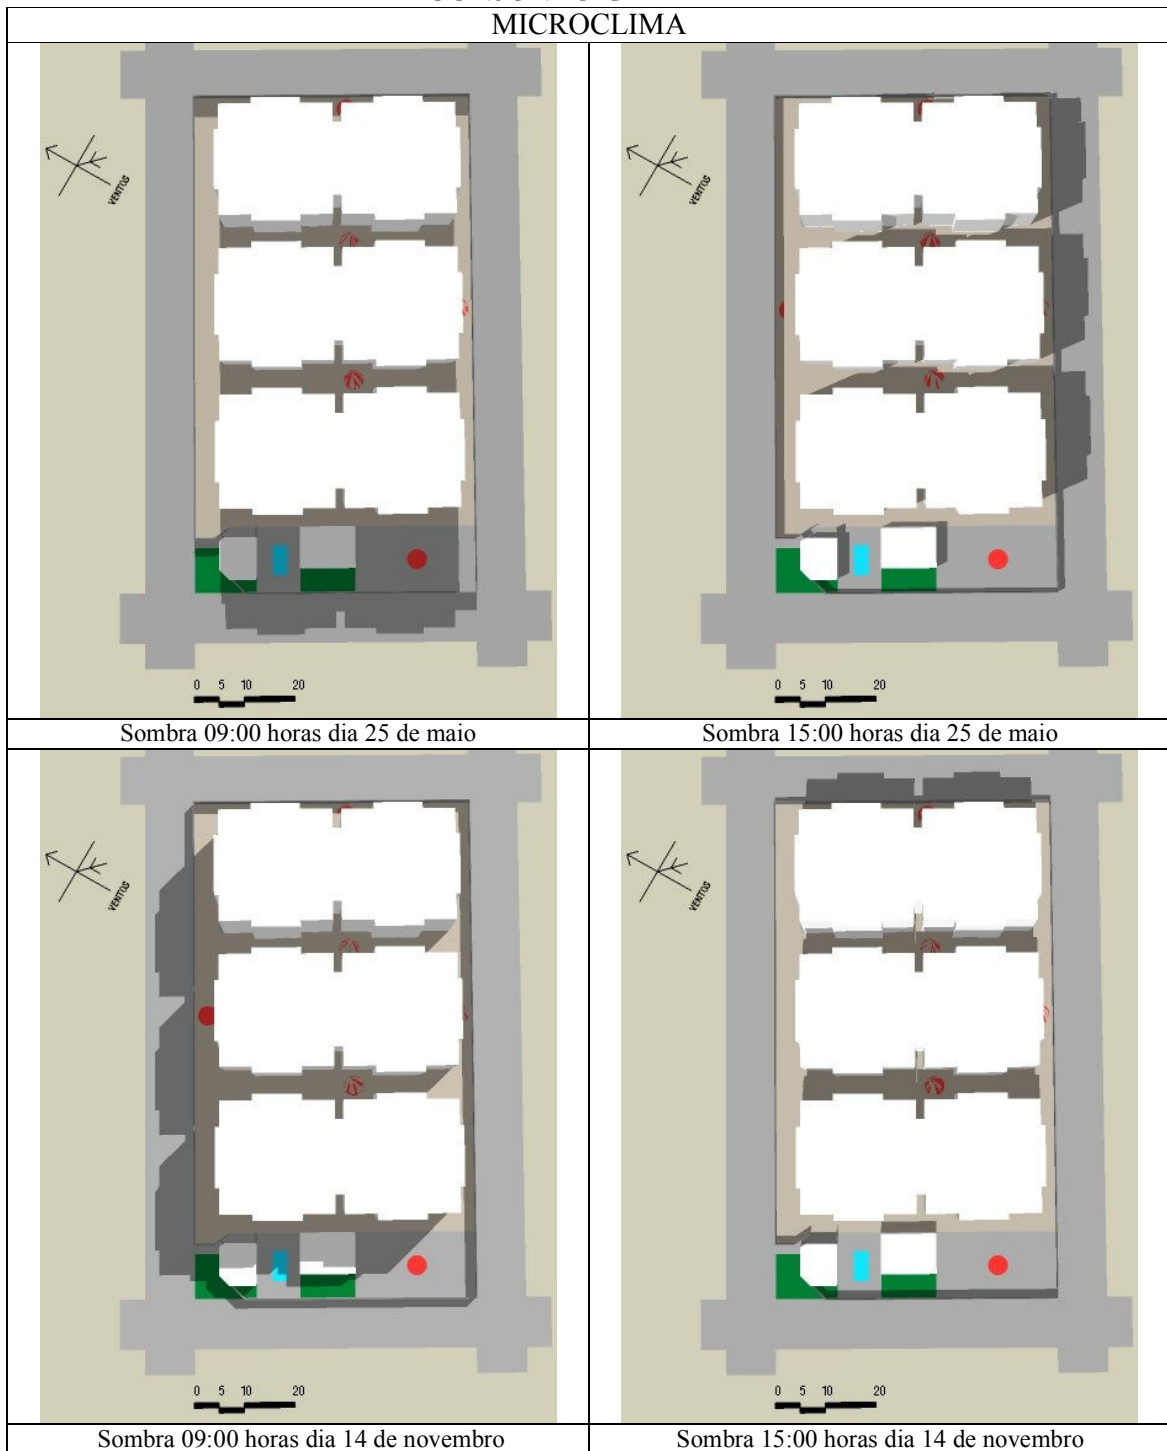 MICROCLIMA
VENTOS
0 5 10 20
VENTOS
0 5 10 20
Sombra 09:00 horas dia 25 de maio
Sombra 15:00 horas dia 25 de maio
VENTOS
0 5 10 20
VENTOS
0 5 10 20
Sombra 09:00 horas dia 14 de novembro
Sombra 15:00 horas dia 14 de novembro